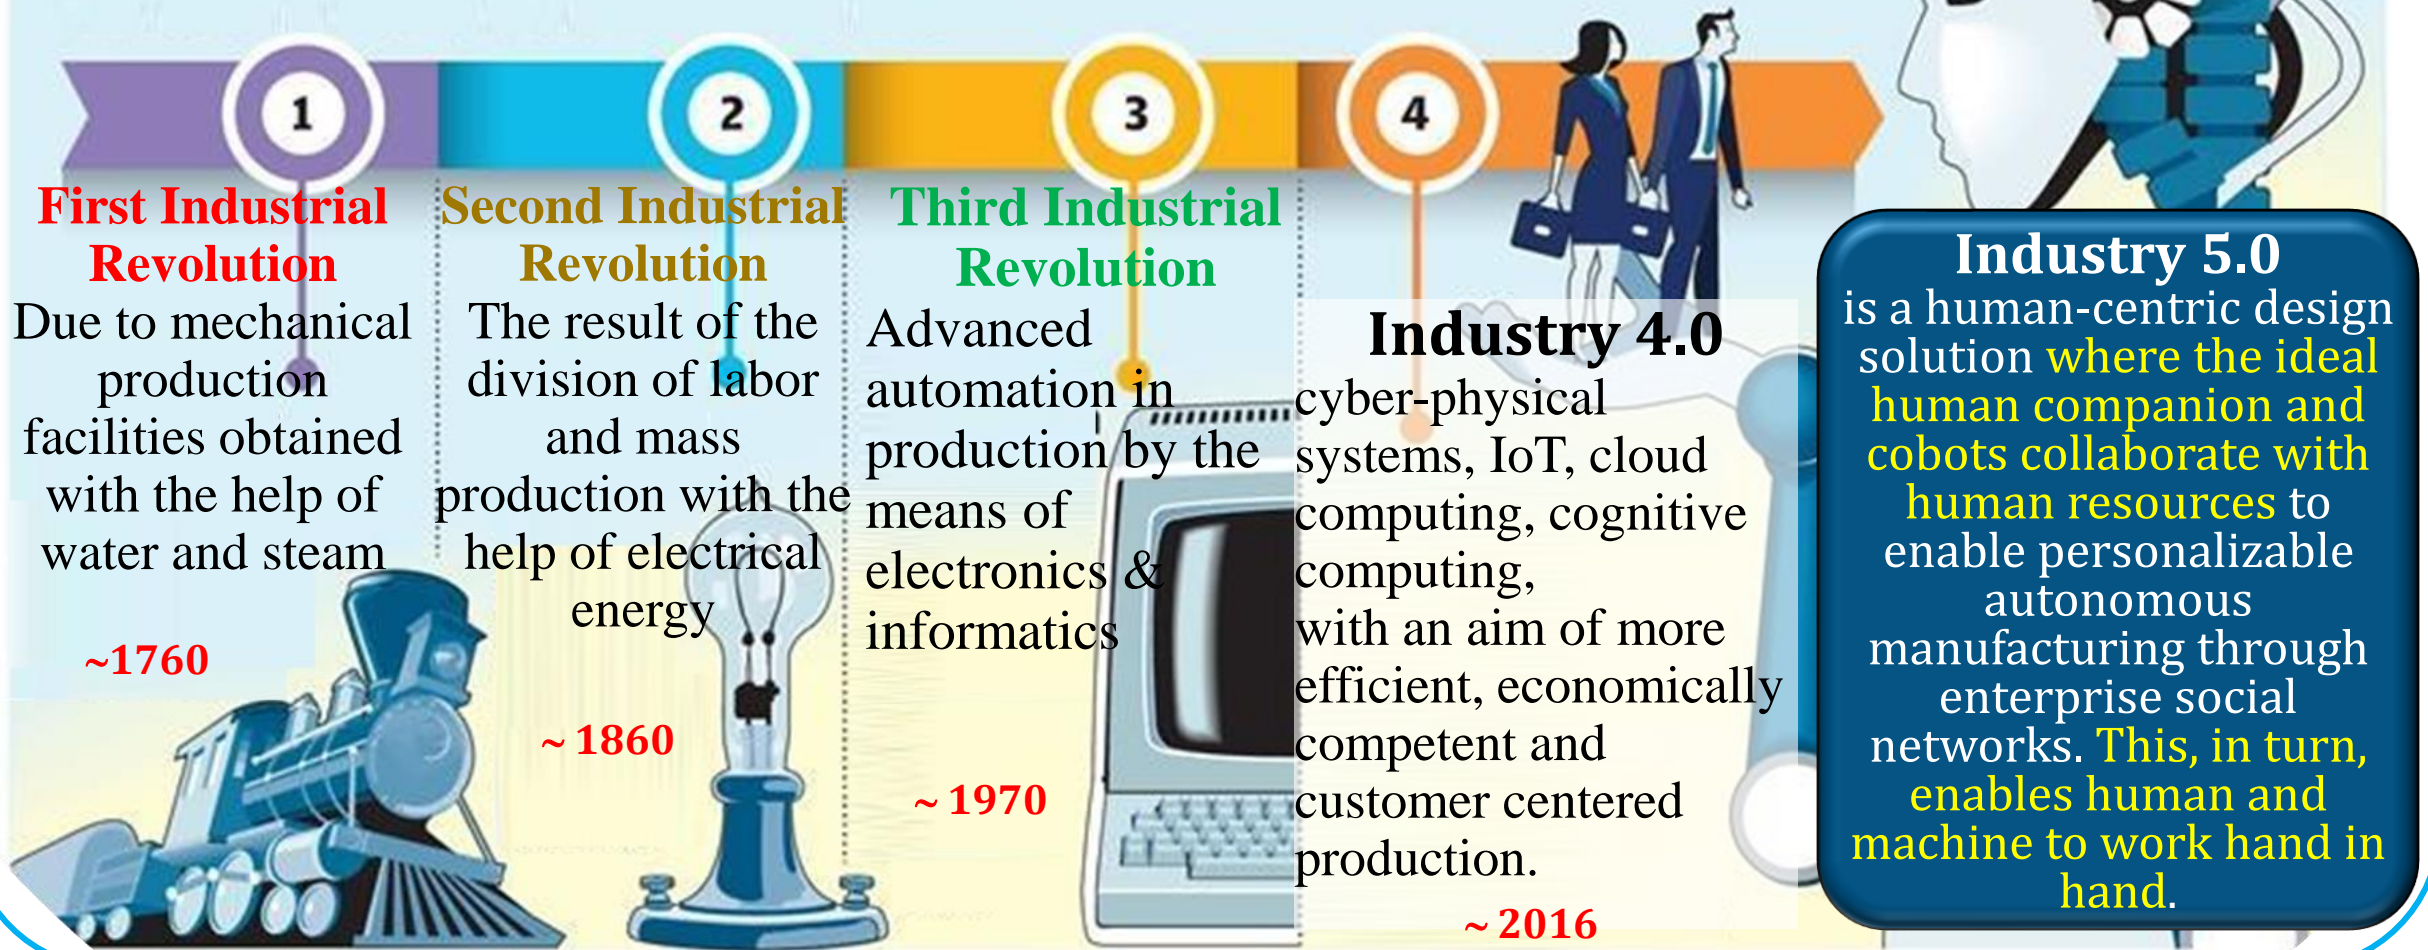 1
2
3
4
First Industrial
Revolution
Due to mechanical
production
facilities obtained
with the help of
water and steam
~1760
Second Industrial
Revolution
The result of the
division of labor
and mass
production with the
help of electrical
energy
~ 1860
Third Industrial
Revolution
Advanced
automation in
production by the
means of
electronics &
informatics
~ 1970
Industry 4.0
cyber-physical
systems, IoT, cloud
computing, cognitive
computing,
with an aim of more
efficient, economically
competent and
customer centered
production.
~ 2016
Industry 5.0
is a human-centric design
solution where the ideal
human companion and
cobots collaborate with
human resources to
enable personalizable
autonomous
manufacturing through
enterprise social
networks. This, in turn,
enables human and
machine to work hand in
hand.